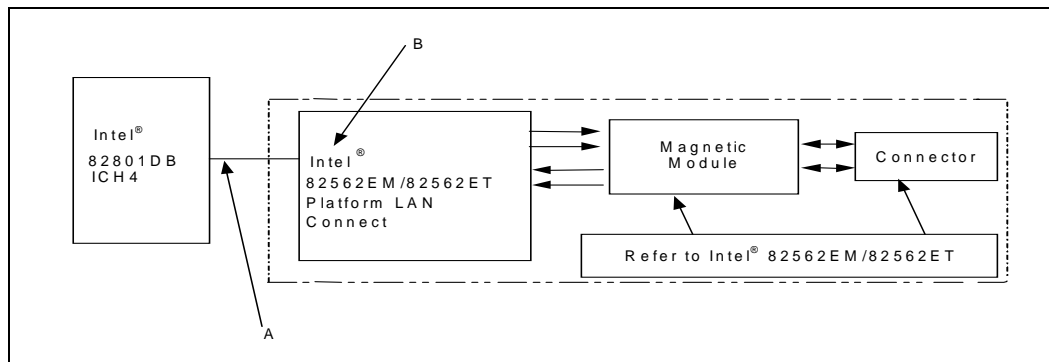 B
Intel®
82801DB
ICH4
Intel®
82562EM/82562ET
Platform LAN
Connect
Magnetic
Module
Connector
Refer to Intel® 82562EM/82562ET
A